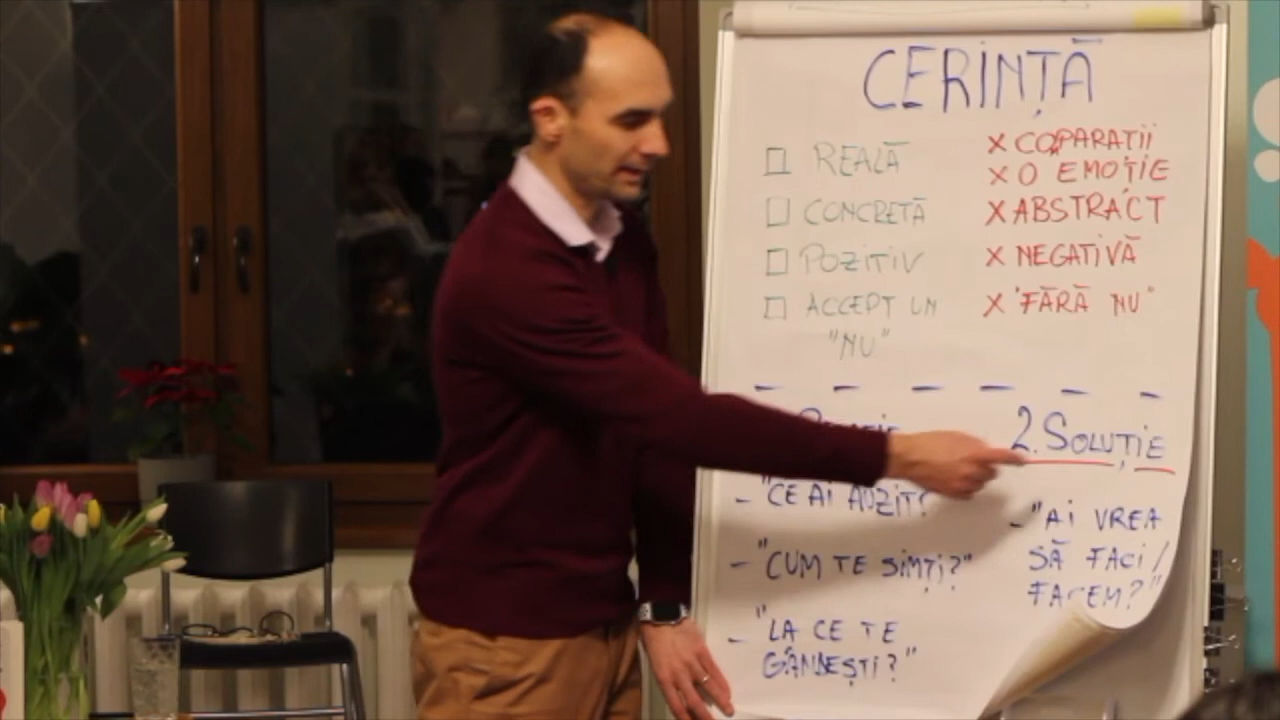 CERINȚĂ
REALĂ
CONCRETĂ
POZITIV
ACCEPT UN
"NU"
X COMPARAȚII
X O EMOȚIE
X ABSTRACT
X NEGATIVĂ
X "FĂRĂ NU"
2. SOLUȚIE
- "CE AI AUZIT?
- "CUM TE SIMȚI?"
- "LA CE TE
GÂNDEȘTI?"
- "AI VREA
SĂ FACI /
FACEM?"